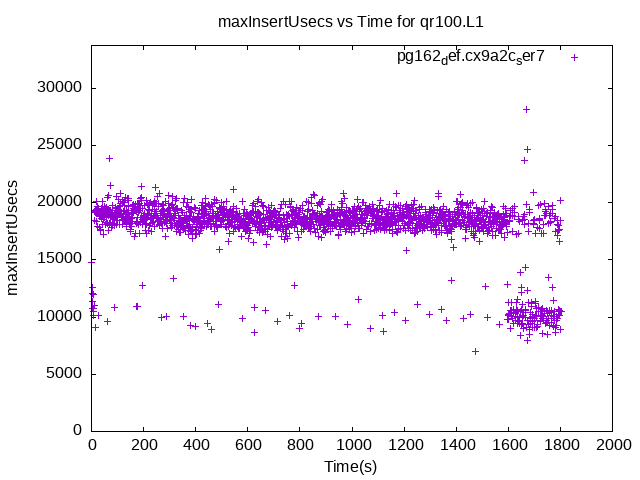 maxInsertUsecs vs Time for qr100.L1
pg162def.cx9a2cser7
30000
25000
20000
15000
10000
5000
0
maxInsertUsecs
0 200 400 600 800 1000 1200 1400 1600 1800 2000
Time(s)